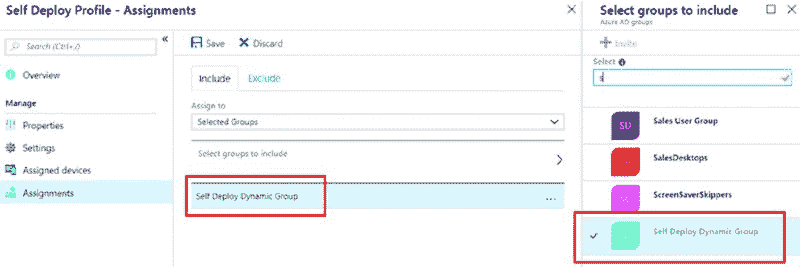 Self Deploy Profile - Assignments
Search (Ctrl+/)
Overview
Manage
Properties
Settings
Assigned devices
Assignments
Save
Discard
Include
Exclude
Assign to
Selected Groups
Select groups to include
Self Deploy Dynamic Group
...
Select groups to include
Azure AD groups
Invite
Select
s
SU
Sales User Group
SalesDesktops
ScreenSaverSkippers
Self Deploy Dynamic Group